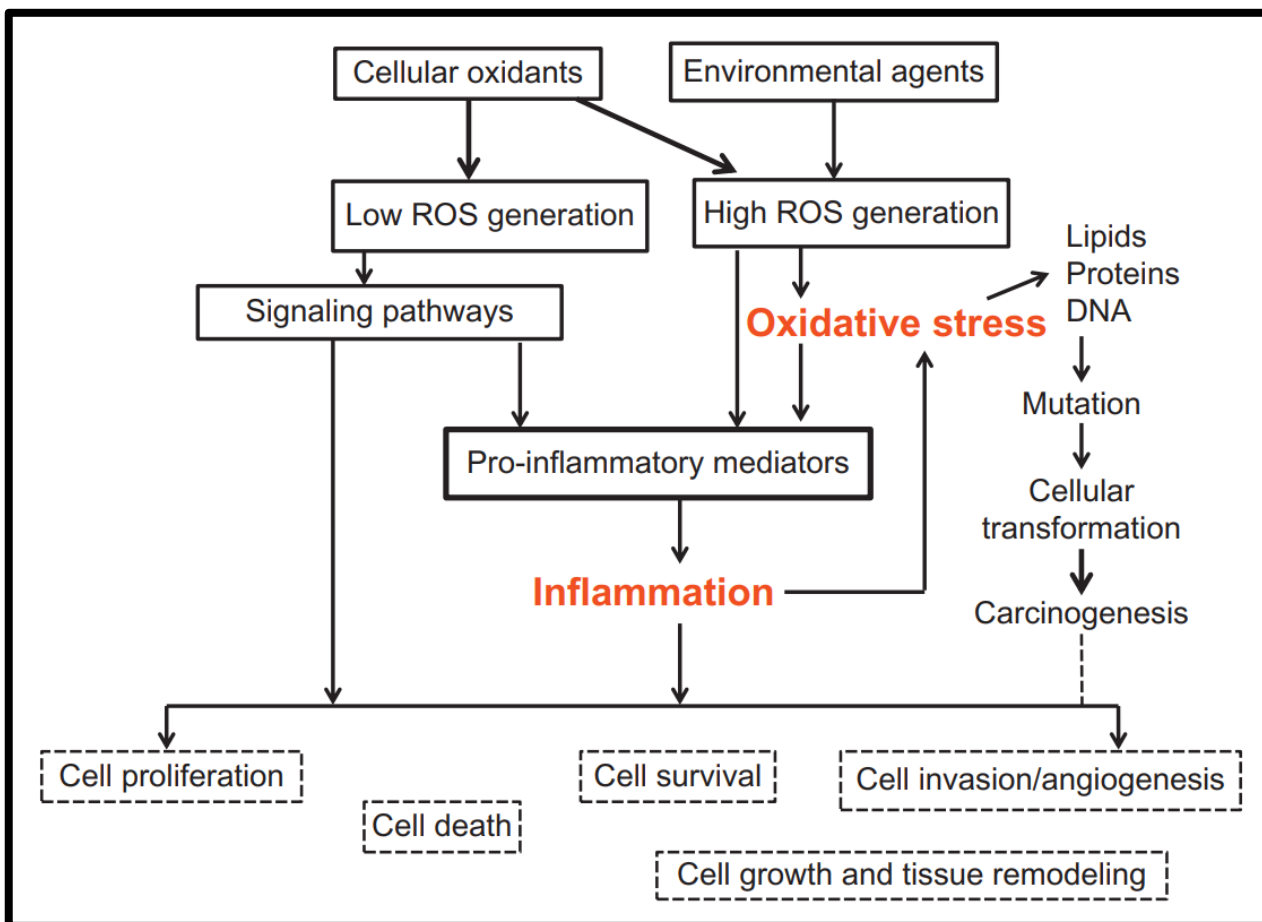 Cellular oxidants
Environmental agents
Low ROS generation
High ROS generation
Lipids
Proteins
DNA
Signaling pathways
Oxidative stress
Mutation
Pro-inflammatory mediators
Cellular
transformation
Inflammation
Carcinogenesis
Cell proliferation
Cell survival
Cell invasion/angiogenesis
Cell death
Cell growth and tissue remodeling